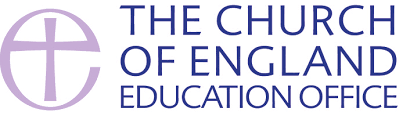 THE CHURCH
OF ENGLAND
EDUCATION OFFICE